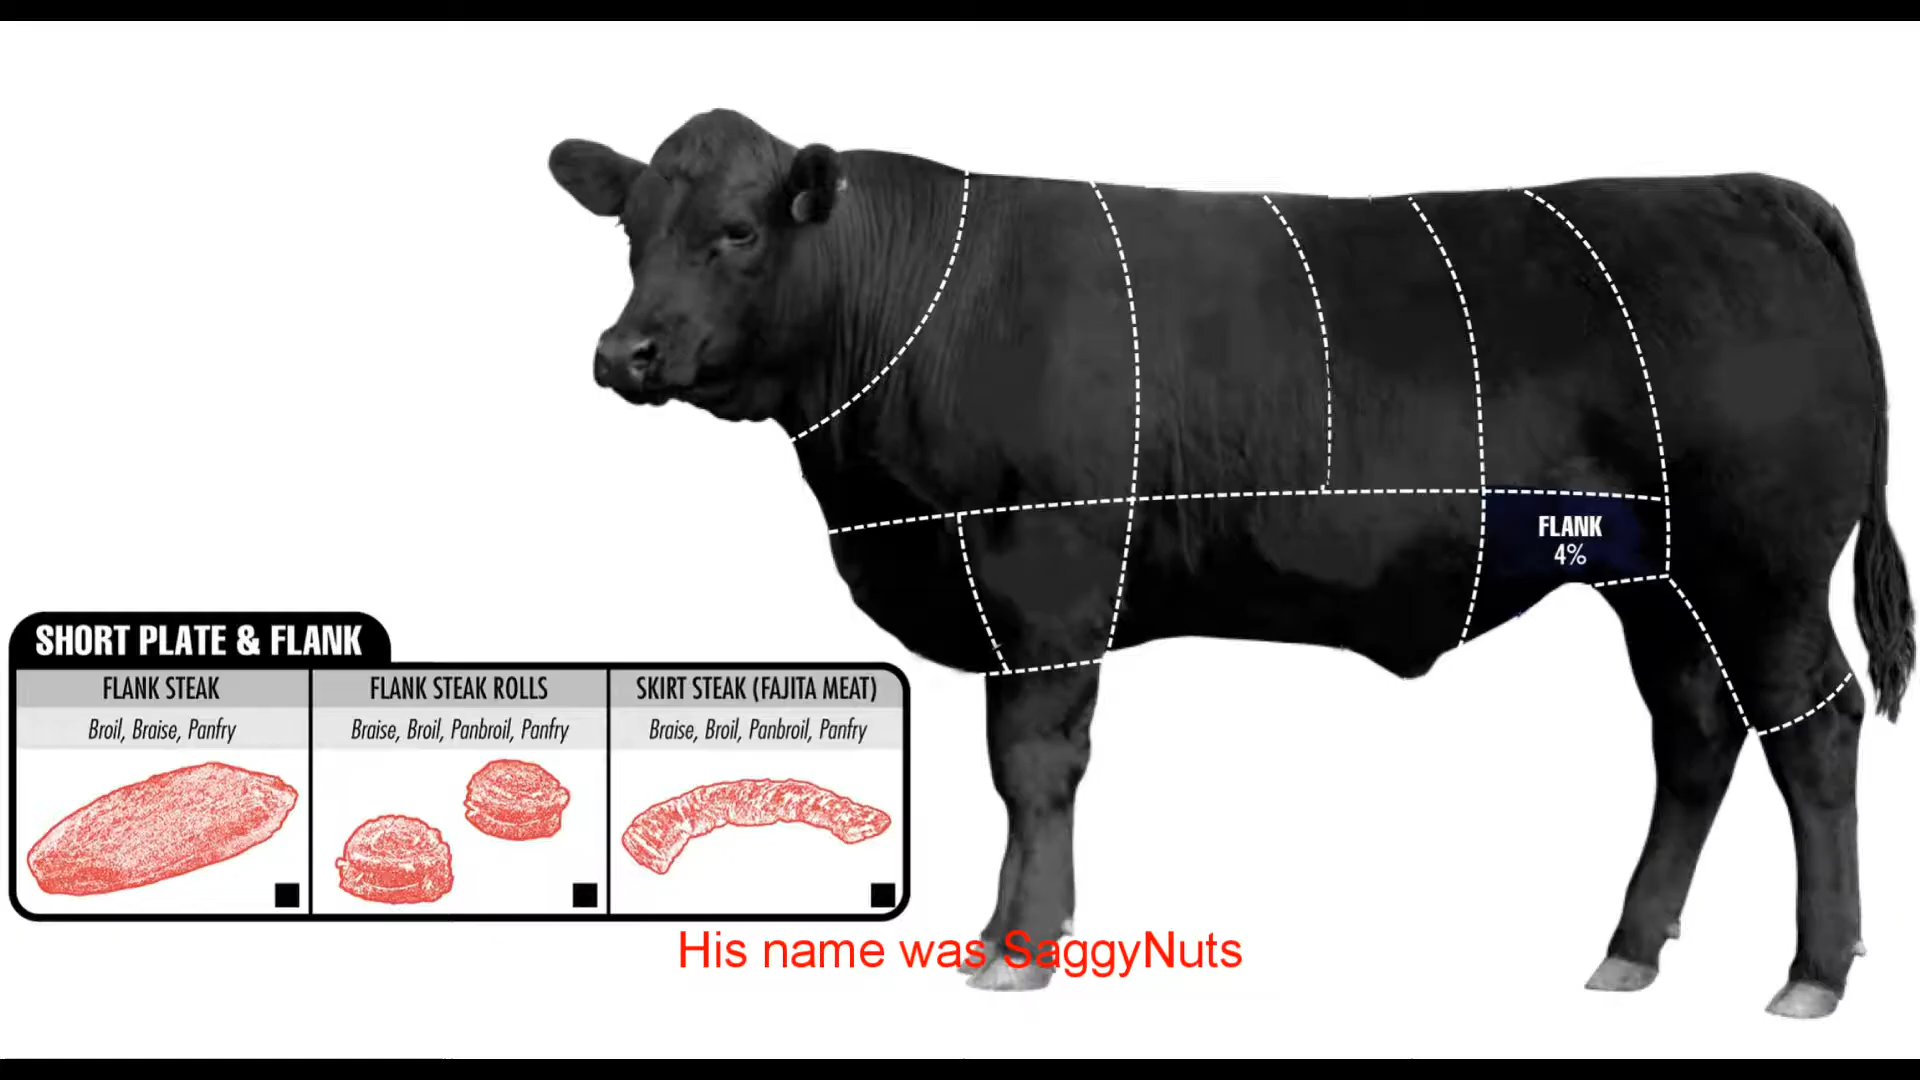 FLANK
4%
SHORT PLATE & FLANK
FLANK STEAK
Broil, Braise, Panfry
FLANK STEAK ROLLS
Braise, Broil, Panbroil, Panfry
SKIRT STEAK (FAJITA MEAT)
Braise, Broil, Panbroil, Panfry
His name was SaggyNuts